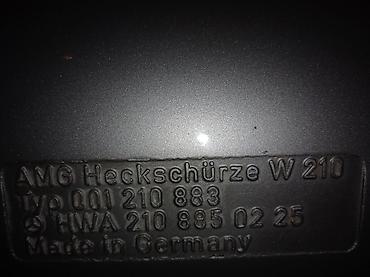 AMG Heckschürze W 210
Typ 001 210 883
HWA 210 885 02 25
Made in Germany